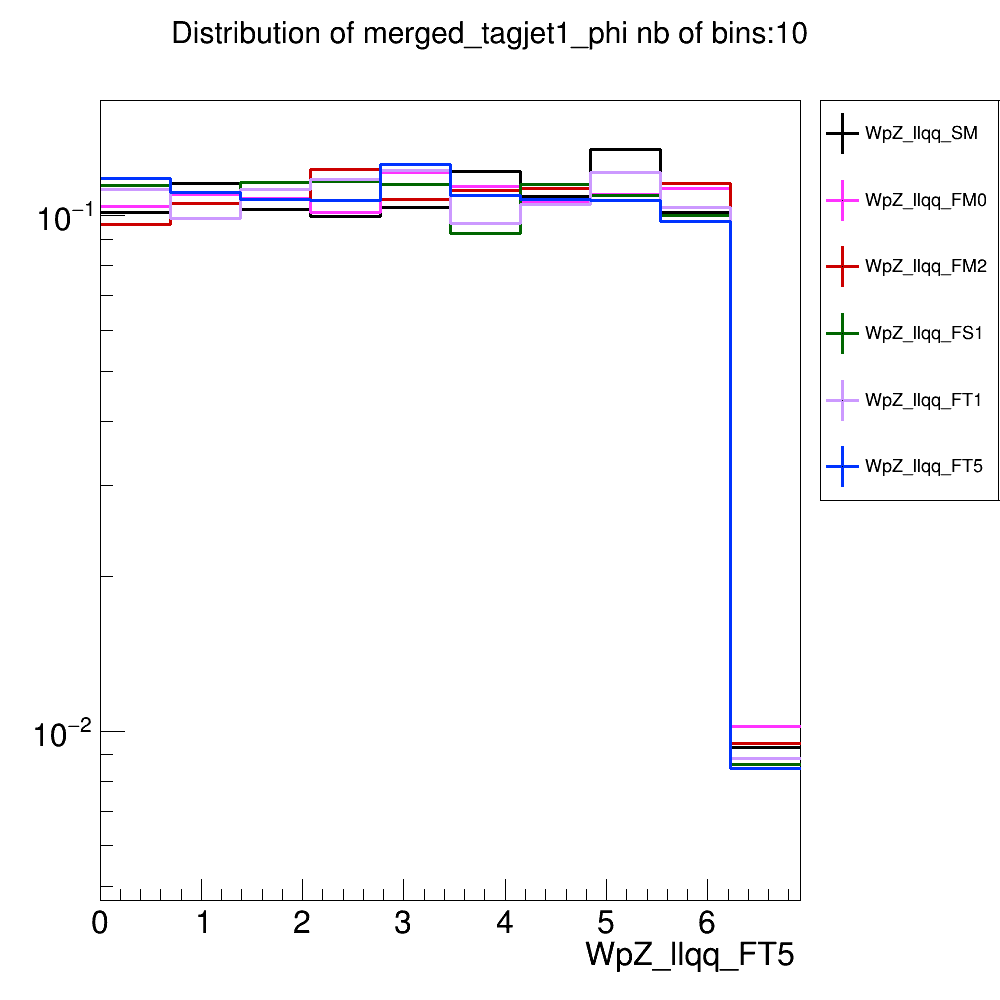 Distribution of merged_tagjet1_phi nb of bins:10
WpZ_llqq_SM
WpZ_llqq_FM0
WpZ_llqq_FM2
WpZ_llqq_FS1
WpZ_llqq_FT1
WpZ_llqq_FT5
10⁻¹
10⁻²
0 1 2 3 4 5 6
WpZ_llqq_FT5